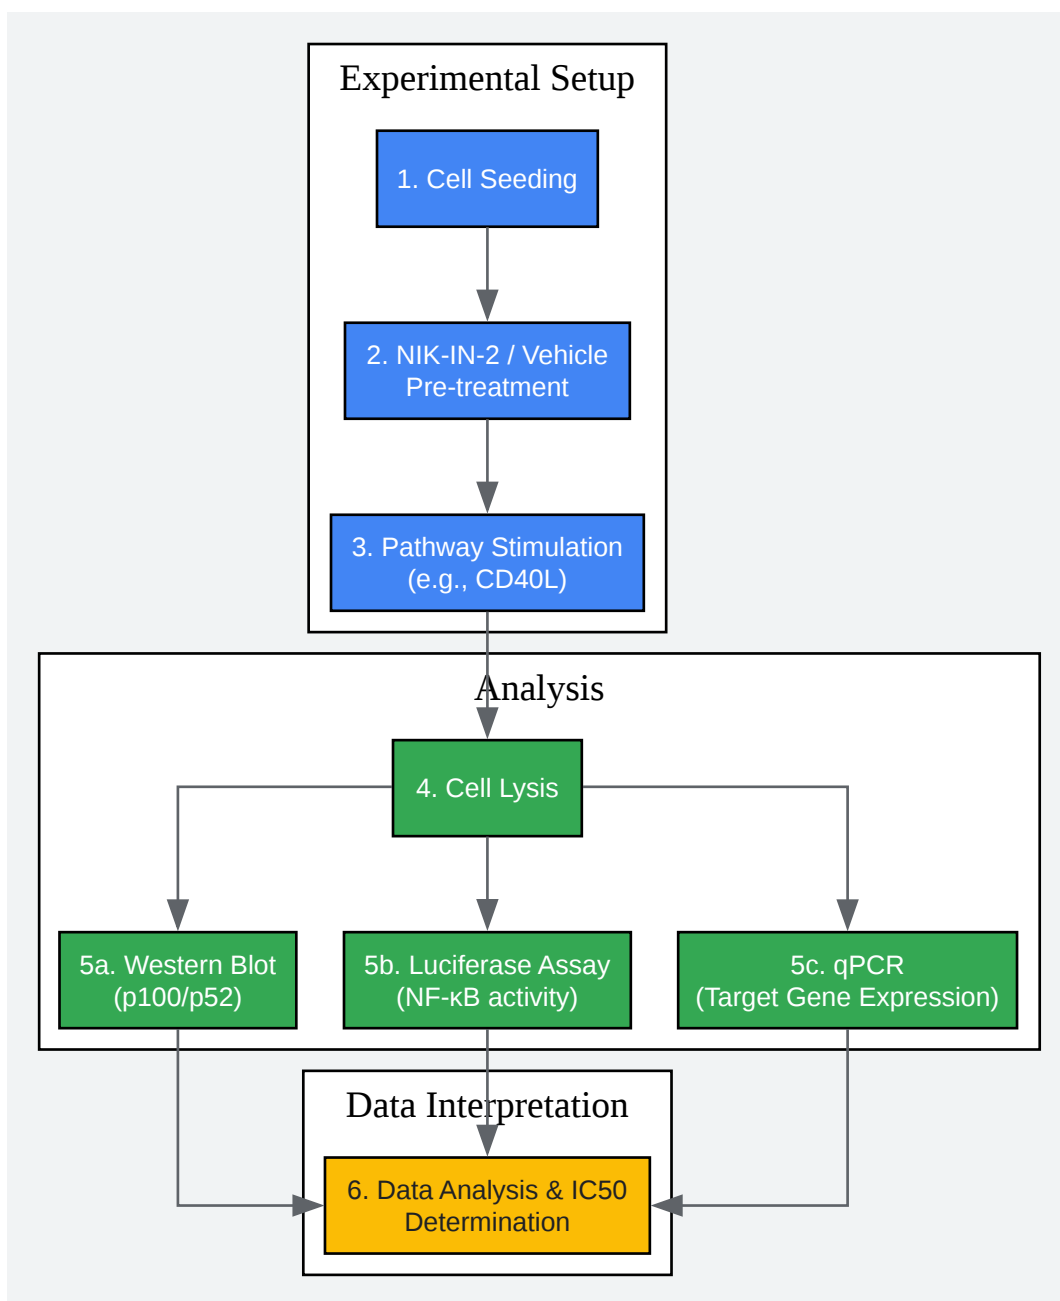 Experimental Setup
1. Cell Seeding
2. NIK-IN-2 / Vehicle
Pre-treatment
3. Pathway Stimulation
(e.g., CD40L)
Analysis
4. Cell Lysis
5a. Western Blot
(p100/p52)
5b. Luciferase Assay
(NF-κB activity)
5c. qPCR
(Target Gene Expression)
Data Interpretation
6. Data Analysis & IC50
Determination